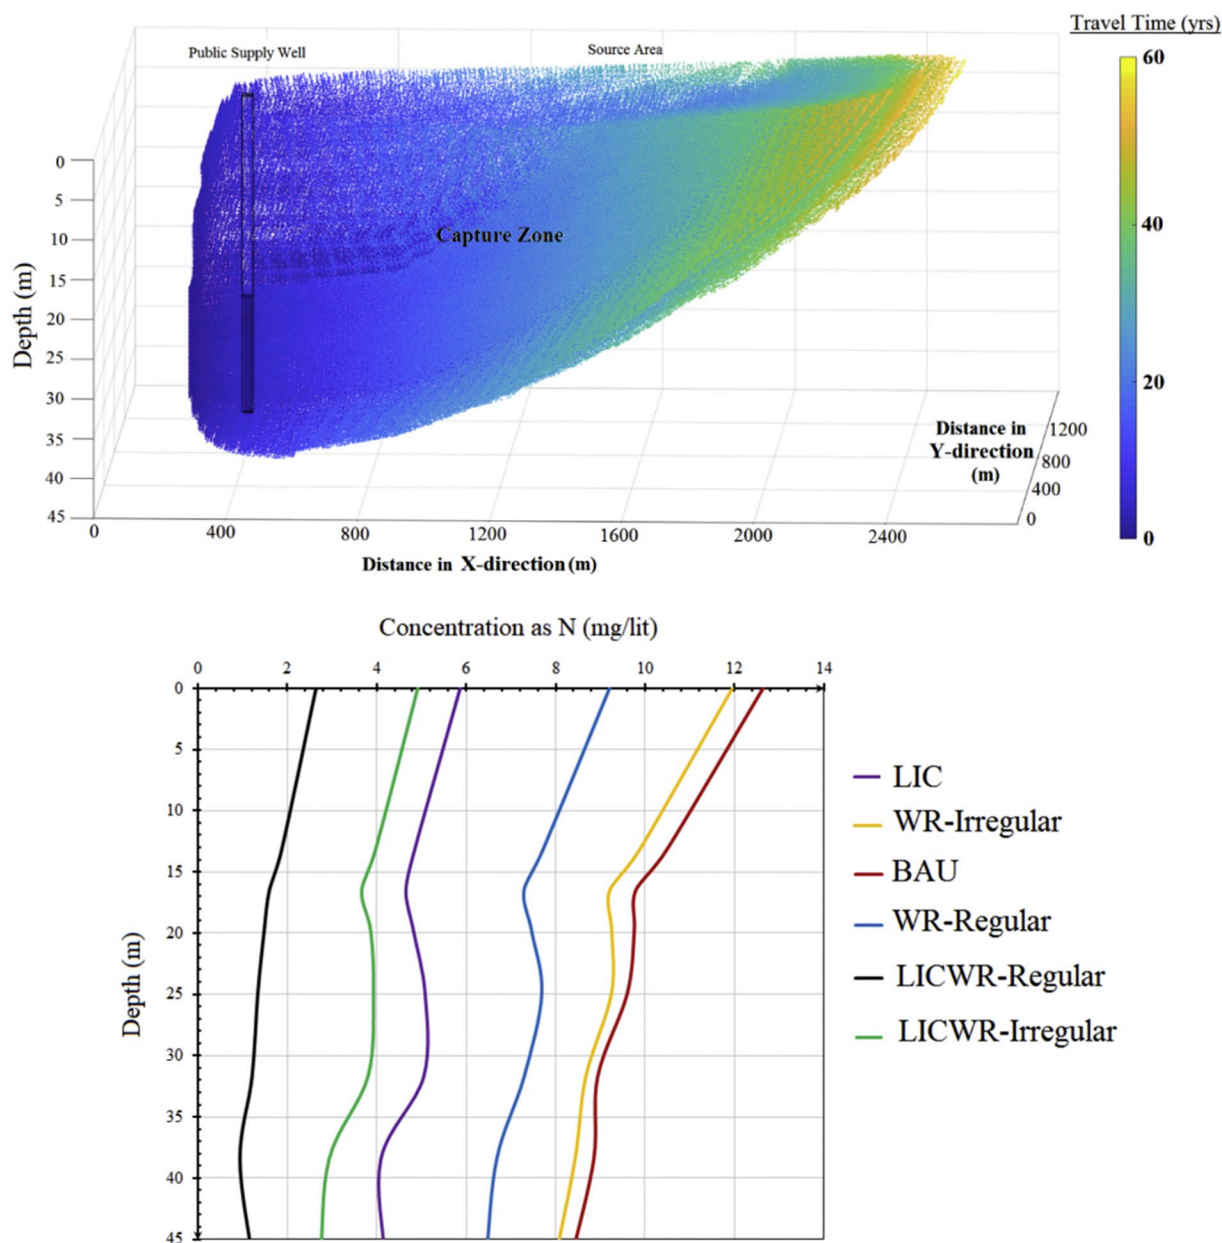 Travel Time (yrs)
Public Supply Well
Source Area
60
40
20
0
Capture Zone
Depth (m)
0
5
10
15
20
25
30
35
40
45
0
400
800
1200
1600
2000
2400
Distance in X-direction (m)
Distance in
Y-direction
(m)
1200
800
400
0
Concentration as N (mg/lit)
0 2 4 6 8 10 12 14
Depth (m)
0
5
10
15
20
25
30
35
40
45
LIC
WR-Irregular
BAU
WR-Regular
LICWR-Regular
LICWR-Irregular